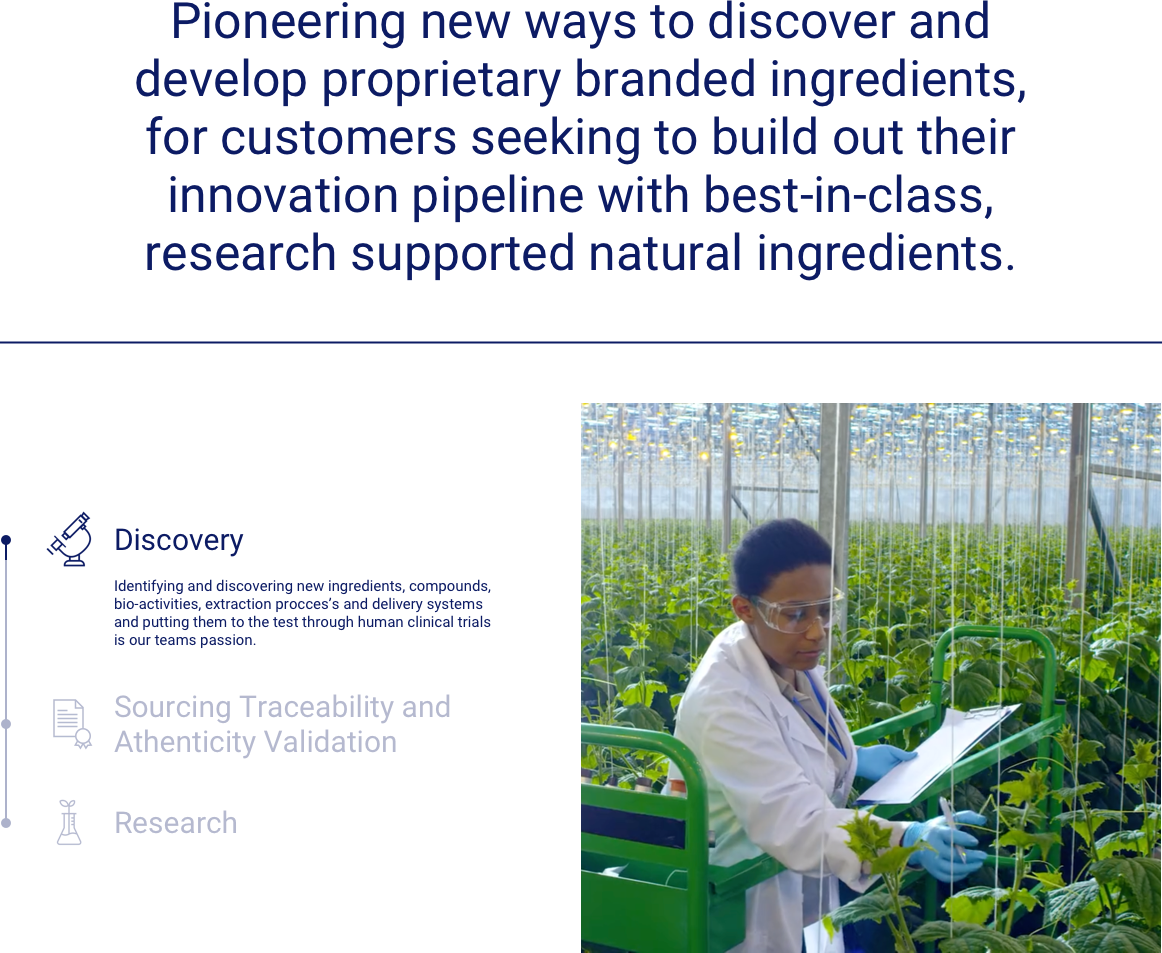 Pioneering new ways to discover and
develop proprietary branded ingredients,
for customers seeking to build out their
innovation pipeline with best-in-class,
research supported natural ingredients.
Discovery
Identifying and discovering new ingredients, compounds,
bio-activities, extraction procces’s and delivery systems
and putting them to the test through human clinical trials
is our teams passion.
Sourcing Traceability and
Athenticity Validation
Research